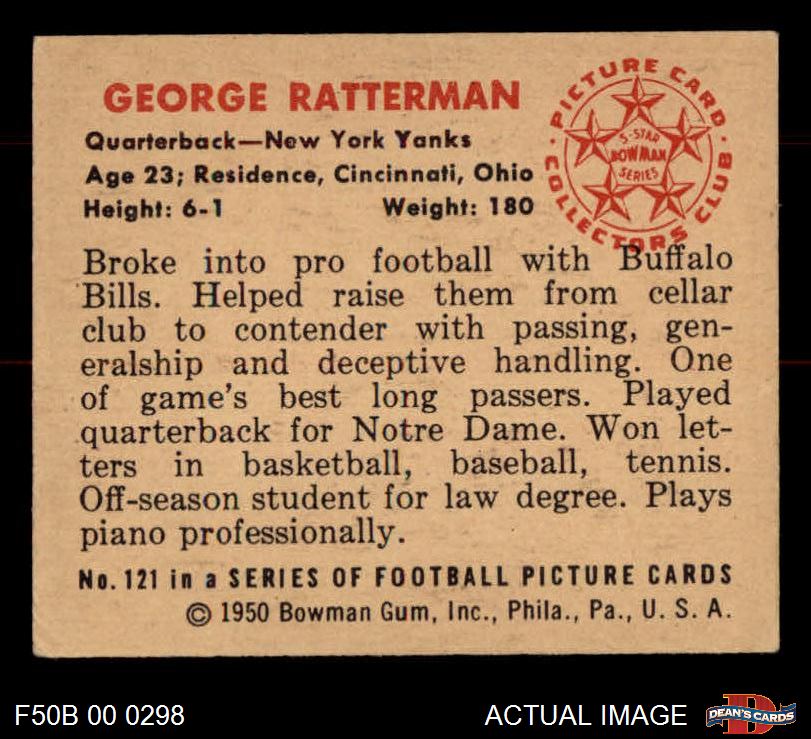 GEORGE RATTERMAN
Quarterback—New York Yanks
Age 23; Residence, Cincinnati, Ohio
Height: 6-1 Weight: 180
PICTURE CARD
COLLECTORS CLUB
5-STAR
BOWMAN
SERIES
Broke into pro football with Buffalo
Bills. Helped raise them from cellar
club to contender with passing, gen-
eralship and deceptive handling. One
of game's best long passers. Played
quarterback for Notre Dame. Won let-
ters in basketball, baseball, tennis.
Off-season student for law degree. Plays
piano professionally.
No. 121 in a SERIES OF FOOTBALL PICTURE CARDS
© 1950 Bowman Gum, Inc., Phila., Pa., U. S. A.
F50B 00 0298
ACTUAL IMAGE
D
DEAN'S CARDS